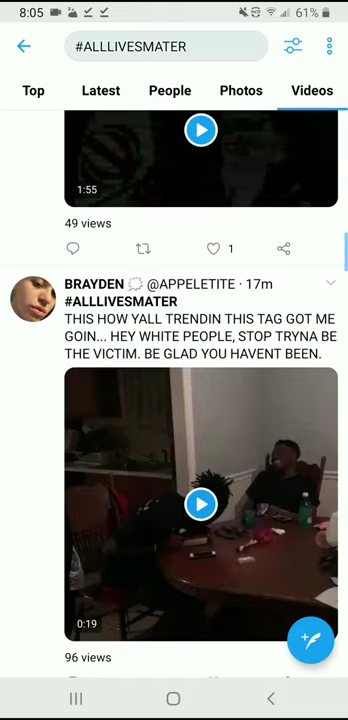 8:05 61%
#ALLLIVESMATER
Top Latest People Photos Videos
1:55
49 views
1
BRAYDEN @APPELETITE · 17m
#ALLLIVESMATER
THIS HOW YALL TRENDIN THIS TAG GOT ME
GOIN... HEY WHITE PEOPLE, STOP TRYNA BE
THE VICTIM. BE GLAD YOU HAVENT BEEN.
0:19
96 views